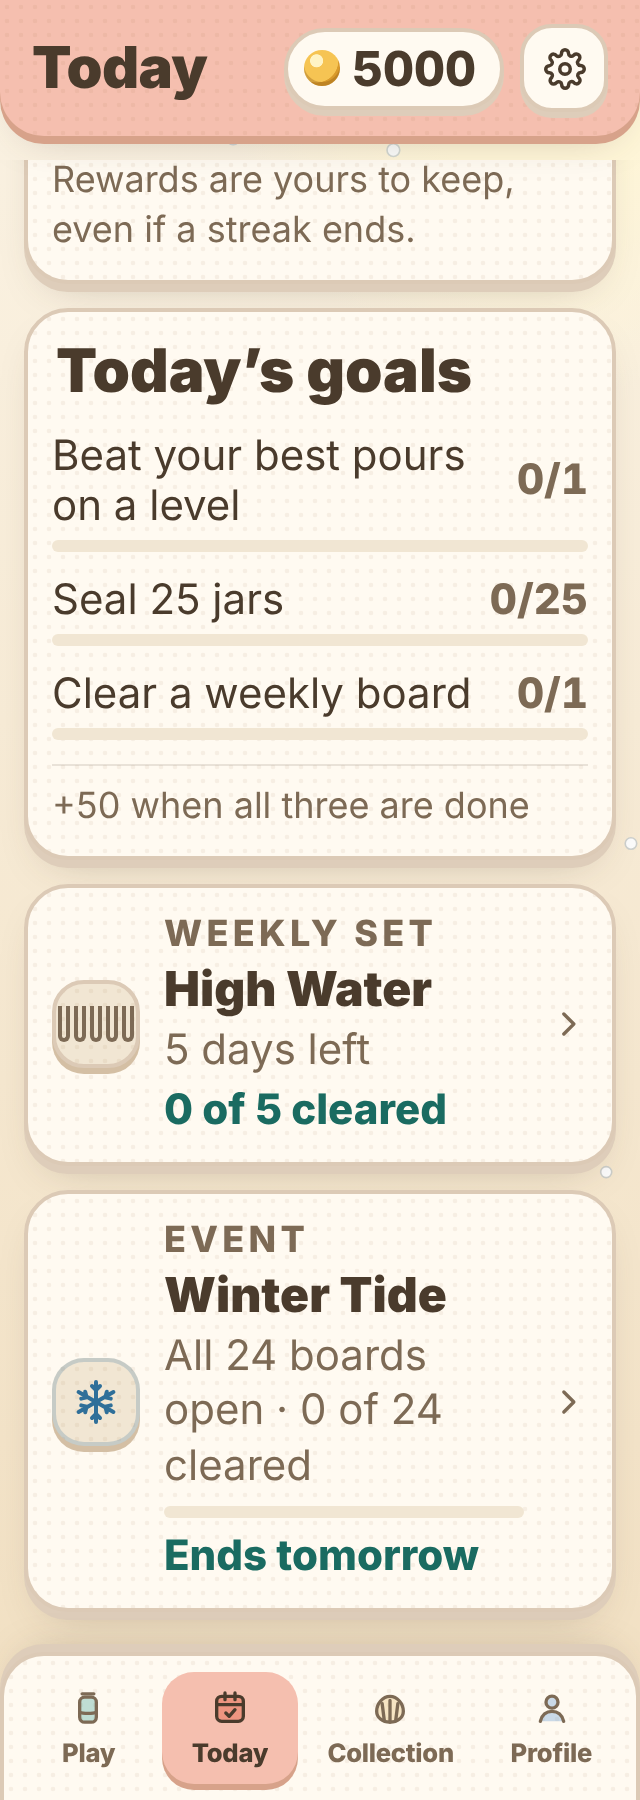 Today
5000
Rewards are yours to keep,
even if a streak ends.
Today’s goals
Beat your best pours
on a level
0/1
Seal 25 jars
0/25
Clear a weekly board
0/1
+50 when all three are done
WEEKLY SET
High Water
5 days left
0 of 5 cleared
EVENT
Winter Tide
All 24 boards
open · 0 of 24
cleared
Ends tomorrow
Play
Today
Collection
Profile